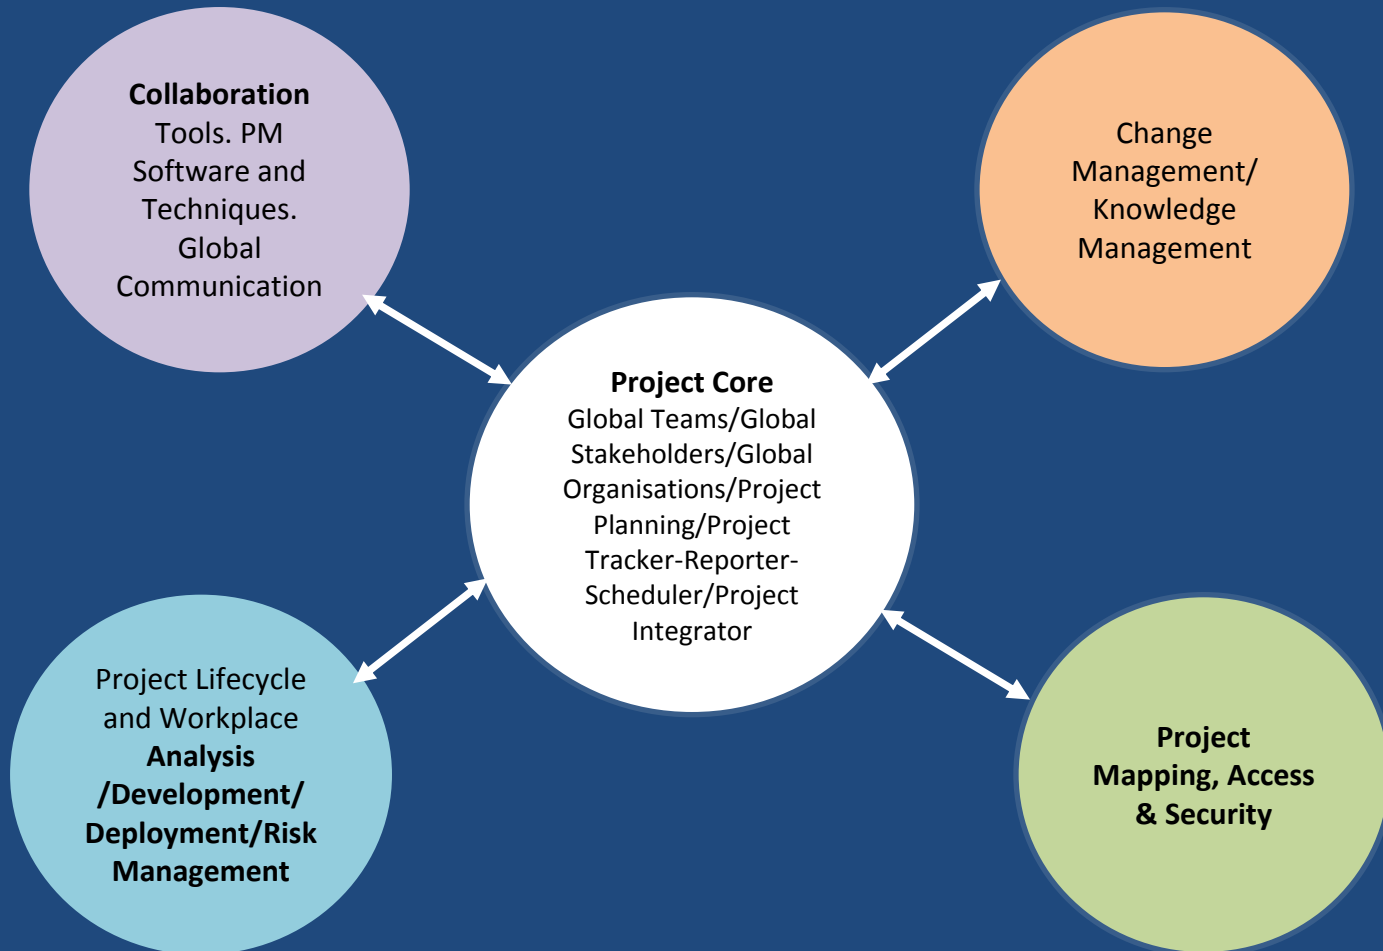 Collaboration
Tools. PM
Software and
Techniques.
Global
Communication
Change
Management/
Knowledge
Management
Project Core
Global Teams/Global
Stakeholders/Global
Organisations/Project
Planning/Project
Tracker-Reporter-
Scheduler/Project
Integrator
Project Lifecycle
and Workplace
Analysis
/Development/
Deployment/Risk
Management
Project
Mapping, Access
& Security